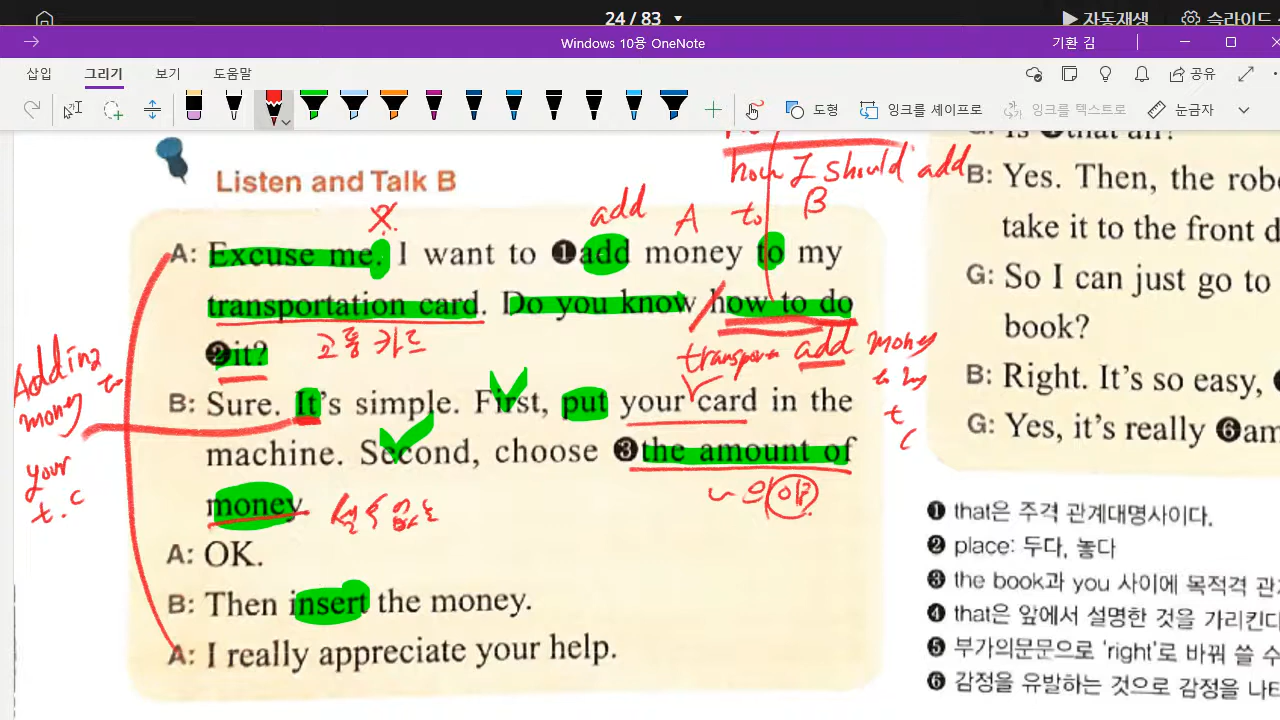 24 / 83
자동재생
슬라이드
Windows 10용 OneNote
기환 김
삽입 그리기 보기 도움말
공유
도형
잉크를 셰이프로
잉크를 텍스트로
눈금자
how I should add
Listen and Talk B
add A to B
A: Excuse me. I want to ❶add money to my
transportation card. Do you know how to do
❷it?
교통 카드
add money
to my
t
c
Adding
money to
your
t.c
B: Sure. It's simple. First, put your card in the
machine. Second, choose ❸the amount of
money
셀 수 없는
~의 양
A: OK.
B: Then insert the money.
A: I really appreciate your help.
G: Is ❶that all?
B: Yes. Then, the rob
take it to the front d
G: So I can just go to
book?
B: Right. It's so easy,
G: Yes, it's really ❻am
❶ that은 주격 관계대명사이다.
❷ place: 두다, 놓다
❸ the book과 you 사이에 목적격 관
❹ that은 앞에서 설명한 것을 가리킨다
❺ 부가의문문으로 'right'로 바꿔 쓸 수
❻ 감정을 유발하는 것으로 감정을 나타